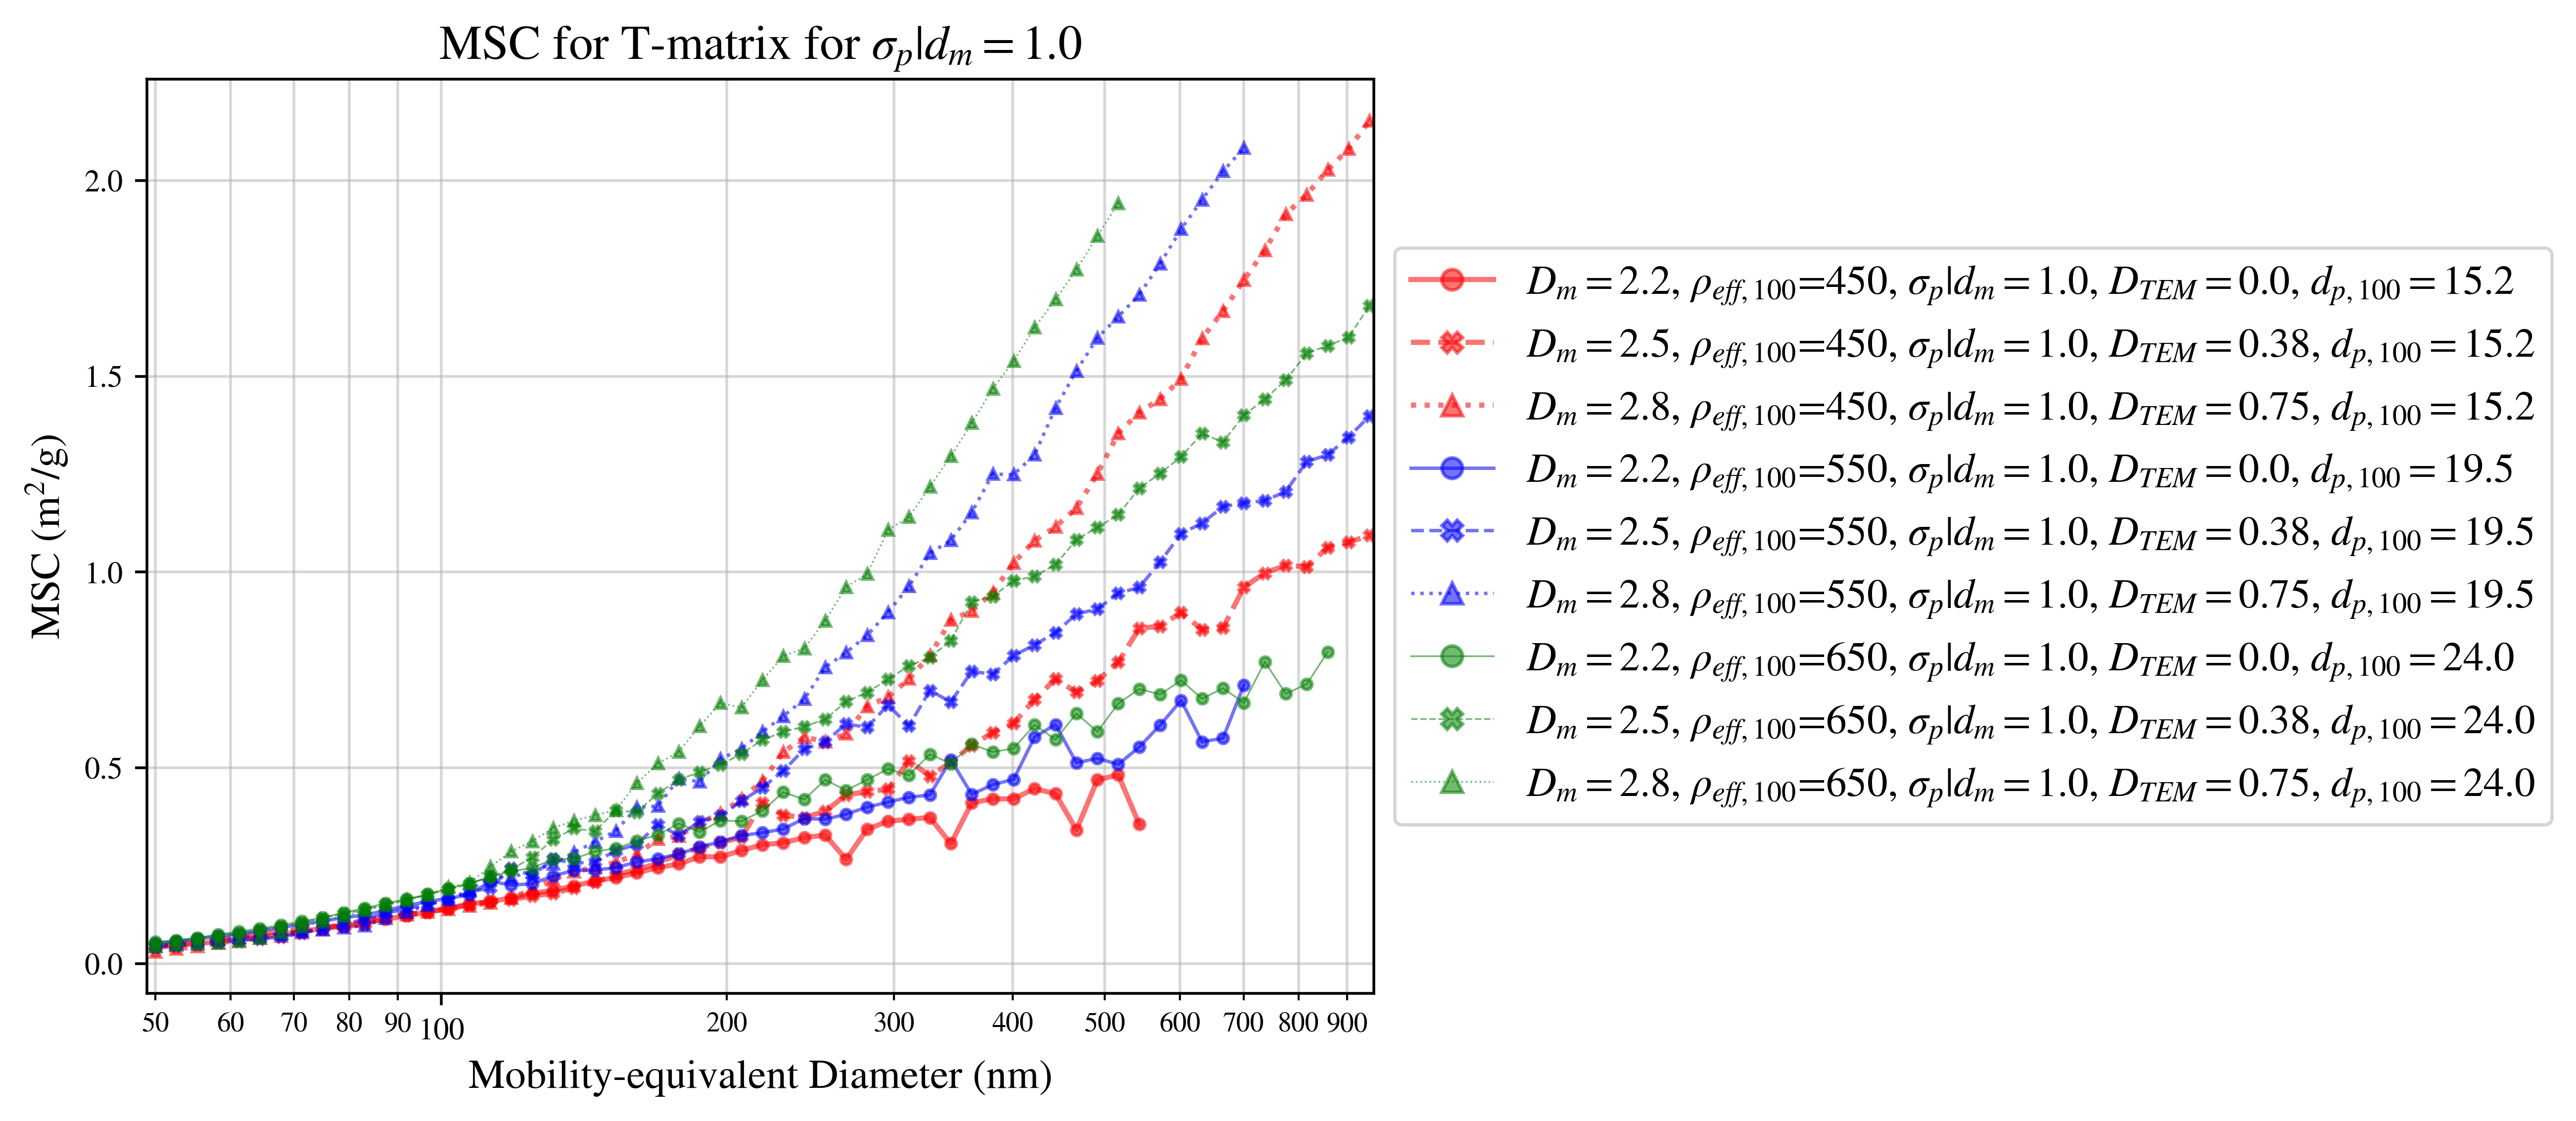 MSC for T-matrix for σp|dm = 1.0
MSC (m²/g)
2.0
1.5
1.0
0.5
0.0
50 60 70 80 90 100 200 300 400 500 600 700 800 900
Mobility-equivalent Diameter (nm)
Dm = 2.2, ρeff,100=450, σp|dm = 1.0, DTEM = 0.0, dp,100 = 15.2
Dm = 2.5, ρeff,100=450, σp|dm = 1.0, DTEM = 0.38, dp,100 = 15.2
Dm = 2.8, ρeff,100=450, σp|dm = 1.0, DTEM = 0.75, dp,100 = 15.2
Dm = 2.2, ρeff,100=550, σp|dm = 1.0, DTEM = 0.0, dp,100 = 19.5
Dm = 2.5, ρeff,100=550, σp|dm = 1.0, DTEM = 0.38, dp,100 = 19.5
Dm = 2.8, ρeff,100=550, σp|dm = 1.0, DTEM = 0.75, dp,100 = 19.5
Dm = 2.2, ρeff,100=650, σp|dm = 1.0, DTEM = 0.0, dp,100 = 24.0
Dm = 2.5, ρeff,100=650, σp|dm = 1.0, DTEM = 0.38, dp,100 = 24.0
Dm = 2.8, ρeff,100=650, σp|dm = 1.0, DTEM = 0.75, dp,100 = 24.0